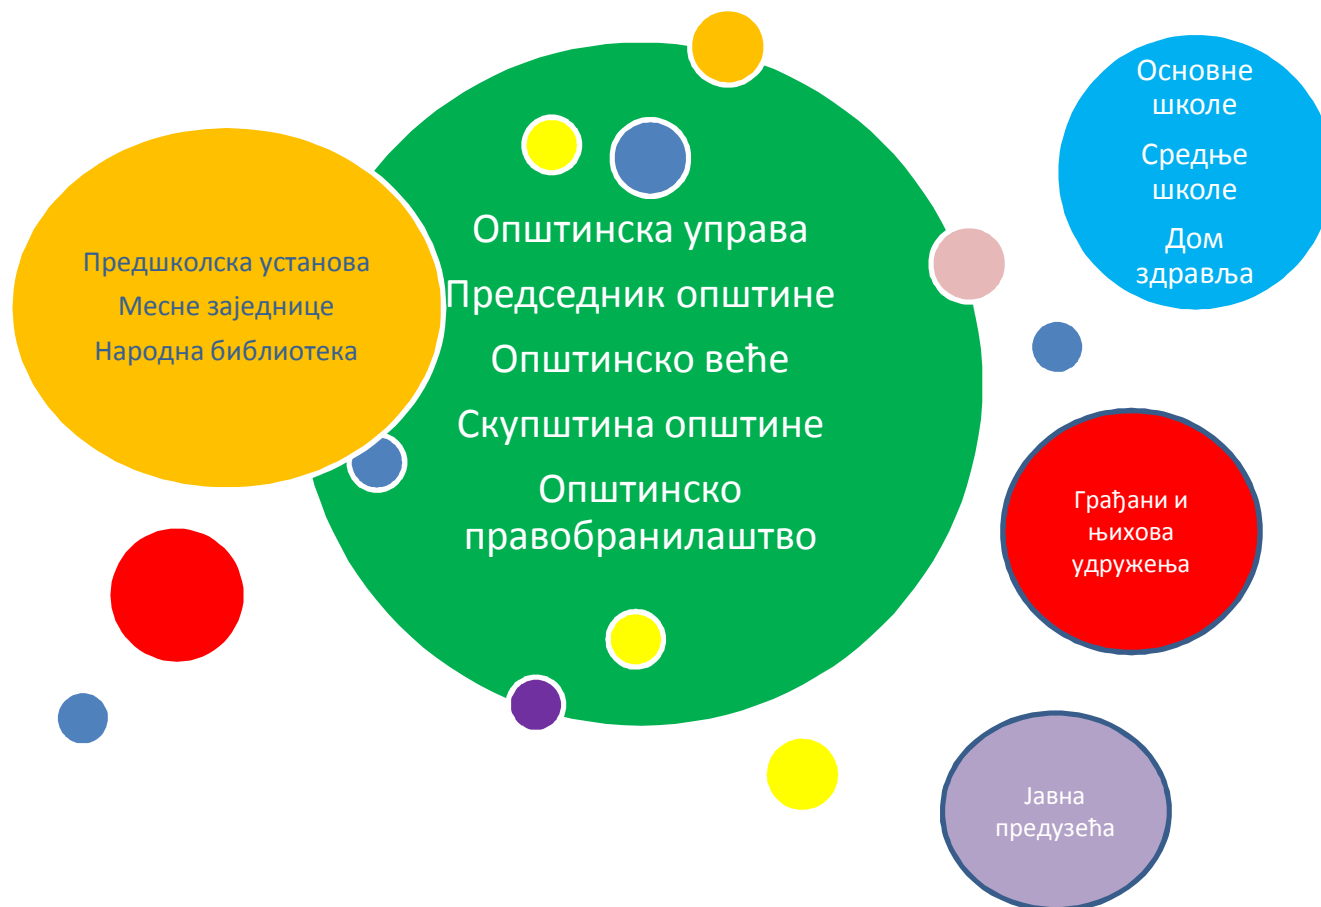 Предшколска установа
Месне заједнице
Народна библиотека
Општинска управа
Председник општине
Општинско веће
Скупштина општине
Општинско
правобранилаштво
Основне
школе
Средње
школе
Дом
здравља
Грађани и
њихова
удружења
Јавна
предузећа